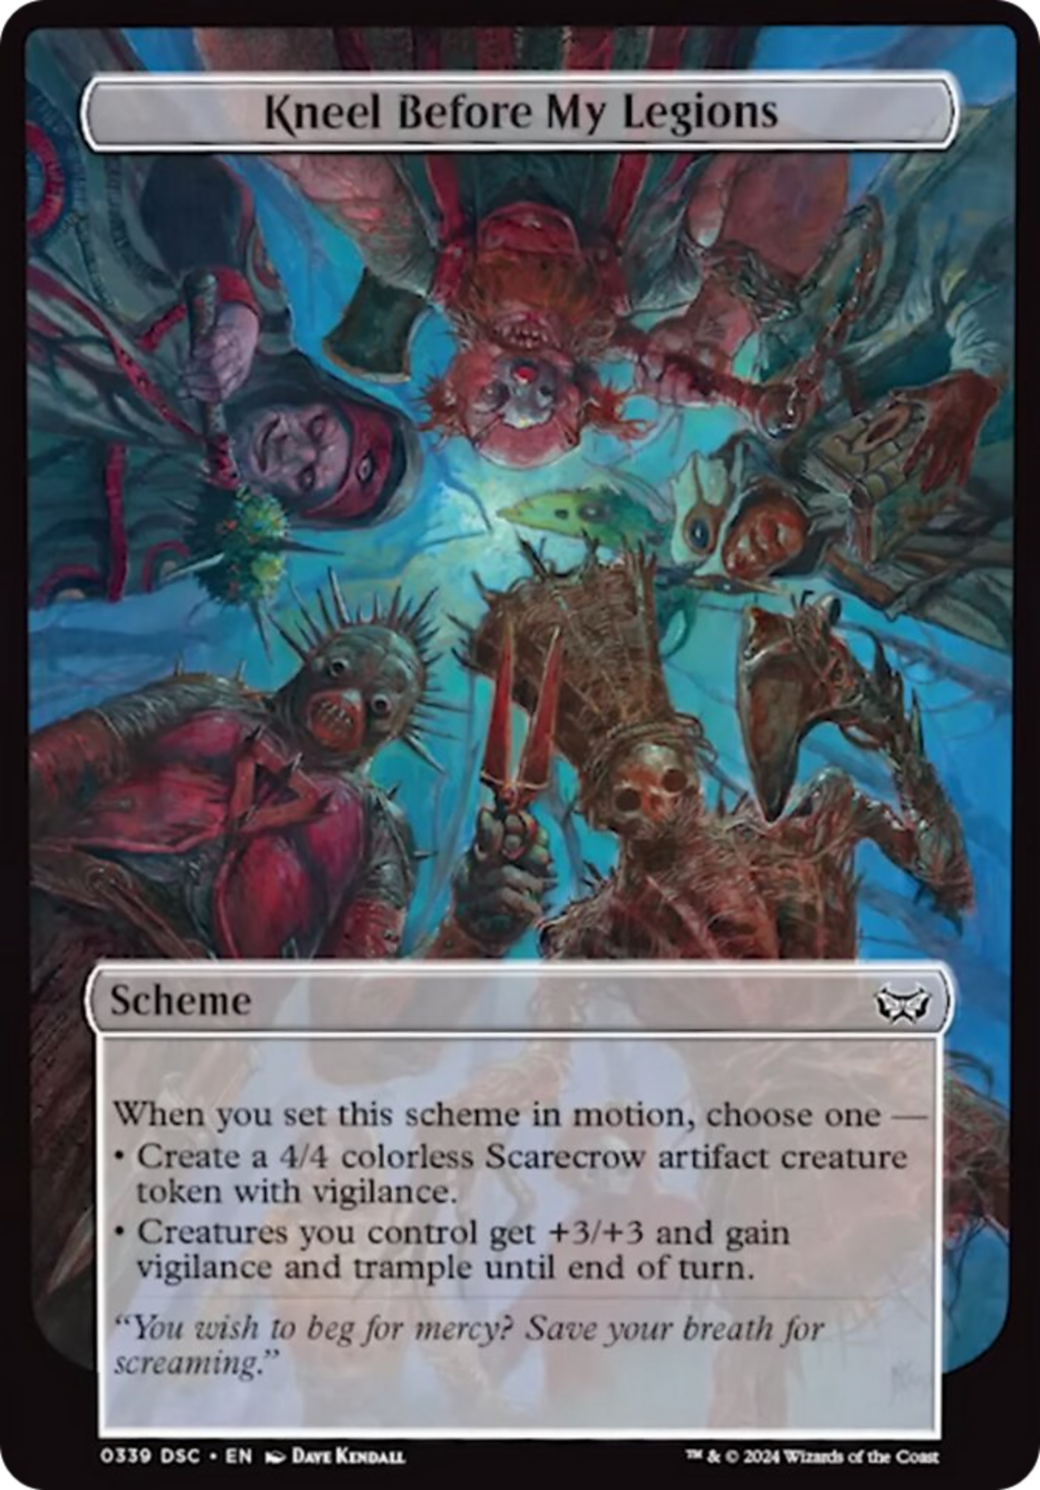 Kneel Before My Legions
Scheme
When you set this scheme in motion, choose one —
• Create a 4/4 colorless Scarecrow artifact creature
token with vigilance.
• Creatures you control get +3/+3 and gain
vigilance and trample until end of turn.
“You wish to beg for mercy? Save your breath for
screaming.”
0339 DSC • EN DAVE KENDALL
™ & © 2024 Wizards of the Coast